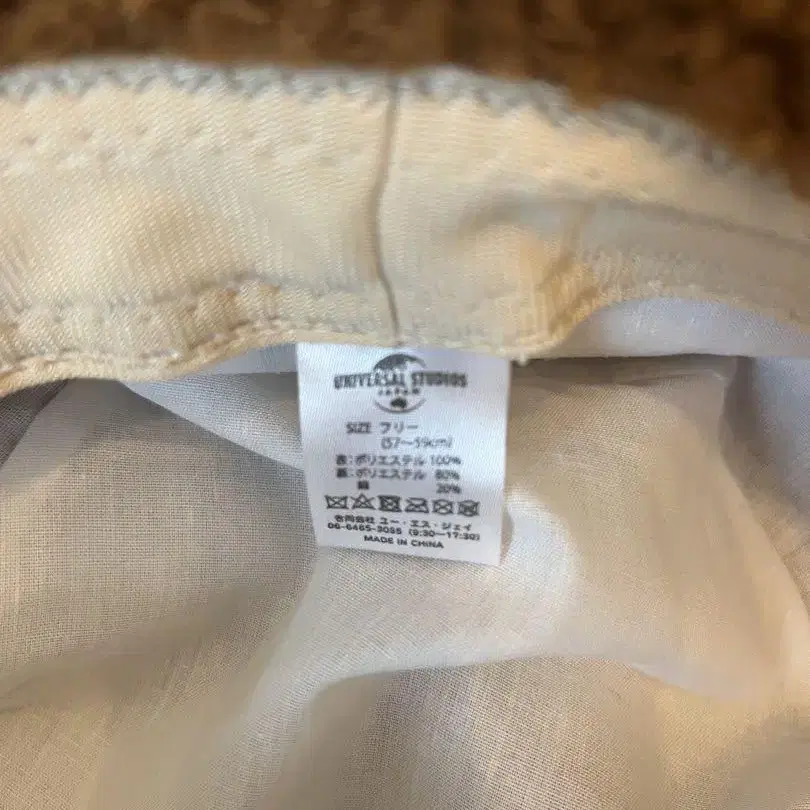 UNIVERSAL STUDIOS
JAPAN
SIZE フリー
(57〜59cm)
表:ポリエステル 100%
裏:ポリエステル 80%
綿 20%
合同会社 ユー・エス・ジェイ
06-6465-3055 (9:30〜17:30)
MADE IN CHINA